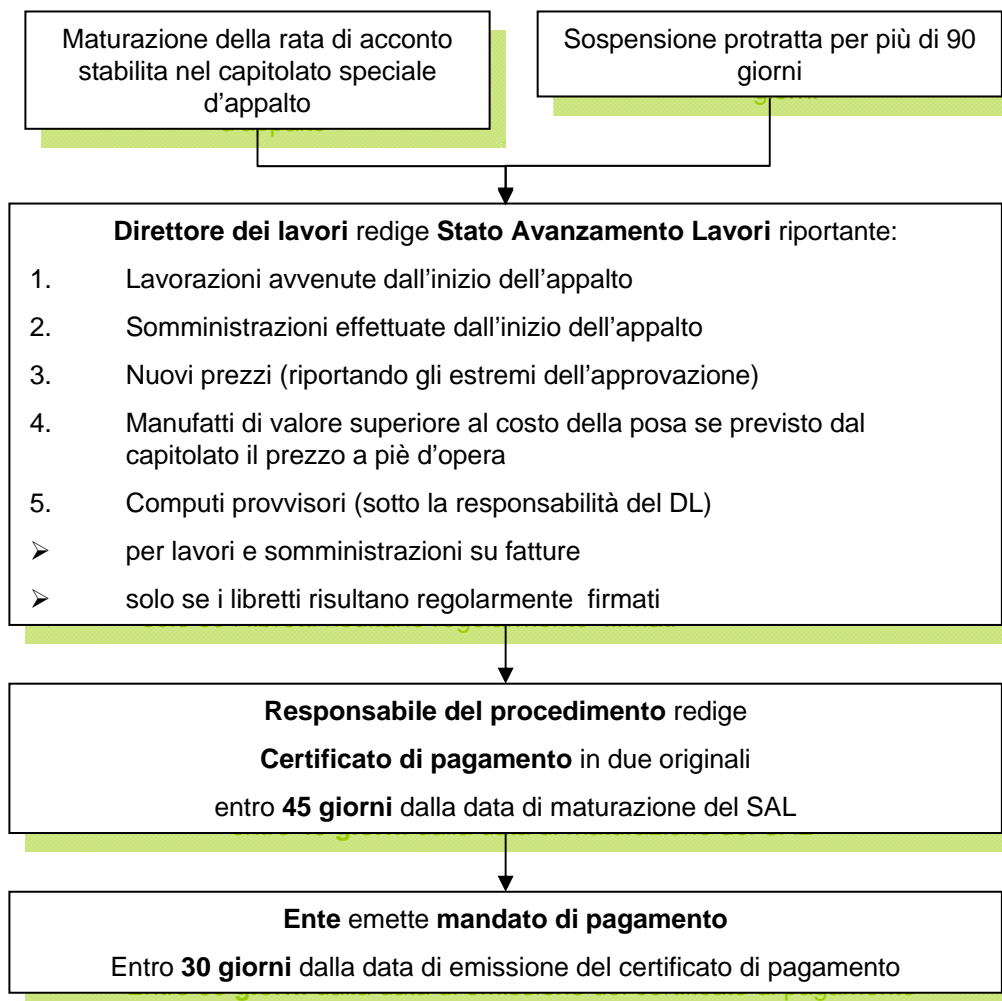 Maturazione della rata di acconto
stabilita nel capitolato speciale
d'appalto
Sospensione protratta per più di 90
giorni
Direttore dei lavori redige Stato Avanzamento Lavori riportante:
1. Lavorazioni avvenute dall'inizio dell'appalto
2. Somministrazioni effettuate dall'inizio dell'appalto
3. Nuovi prezzi (riportando gli estremi dell'approvazione)
4. Manufatti di valore superiore al costo della posa se previsto dal
capitolato il prezzo a piè d'opera
5. Computi provvisori (sotto la responsabilità del DL)
➢ per lavori e somministrazioni su fatture
➢ solo se i libretti risultano regolarmente firmati
Responsabile del procedimento redige
Certificato di pagamento in due originali
entro 45 giorni dalla data di maturazione del SAL
Ente emette mandato di pagamento
Entro 30 giorni dalla data di emissione del certificato di pagamento